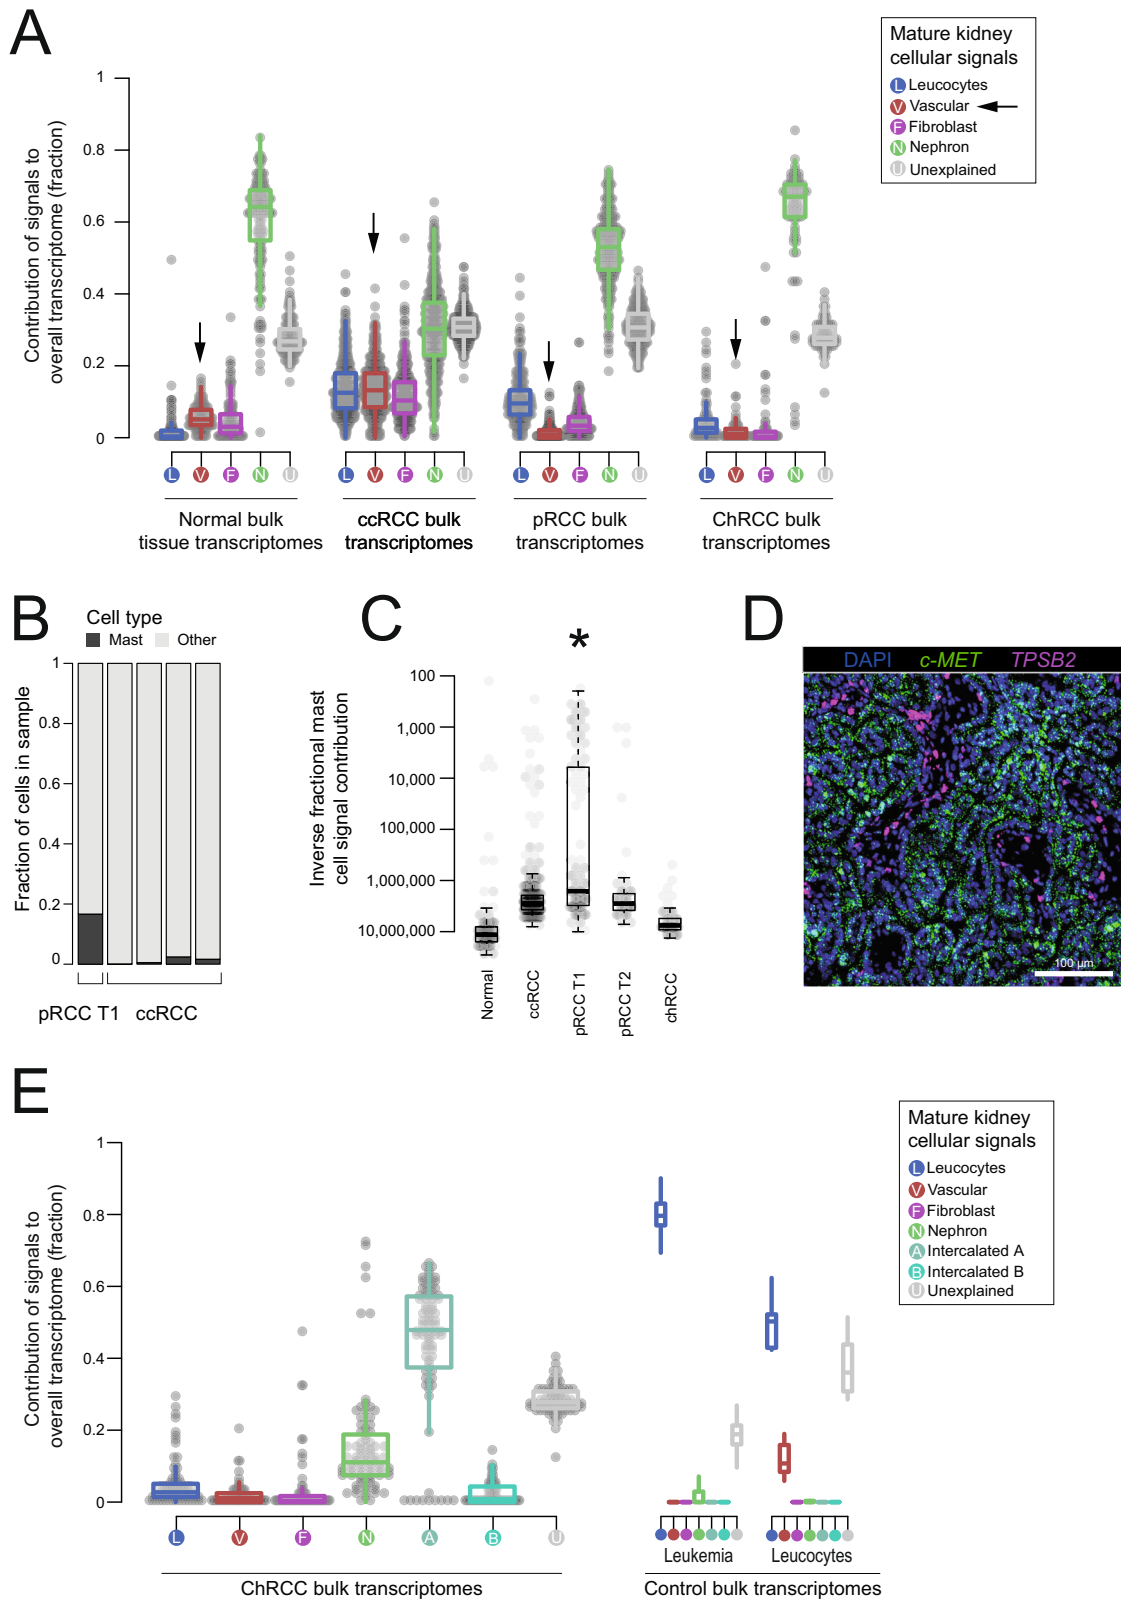 A
Mature kidney
cellular signals
L Leucocytes
V Vascular
F Fibroblast
N Nephron
U Unexplained
Contribution of signals to
overall transcriptome (fraction)
1
0.8
0.6
0.4
0.2
0
L V F N U
L V F N U
L V F N U
L V F N U
Normal bulk
tissue transcriptomes
ccRCC bulk
transcriptomes
pRCC bulk
transcriptomes
ChRCC bulk
transcriptomes
B
Cell type
Mast Other
Fraction of cells in sample
1
0.8
0.6
0.4
0.2
0
pRCC T1 ccRCC
C
*
Inverse fractional mast
cell signal contribution
100
1,000
10,000
100,000
1,000,000
10,000,000
Normal
ccRCC
pRCC T1
pRCC T2
chRCC
D
DAPI c-MET TPSB2
100 µm
E
Mature kidney
cellular signals
L Leucocytes
V Vascular
F Fibroblast
N Nephron
A Intercalated A
B Intercalated B
U Unexplained
Contribution of signals to
overall transcriptome (fraction)
1
0.8
0.6
0.4
0.2
0
L V F N A B U
ChRCC bulk transcriptomes
Leukemia
Leucocytes
Control bulk transcriptomes